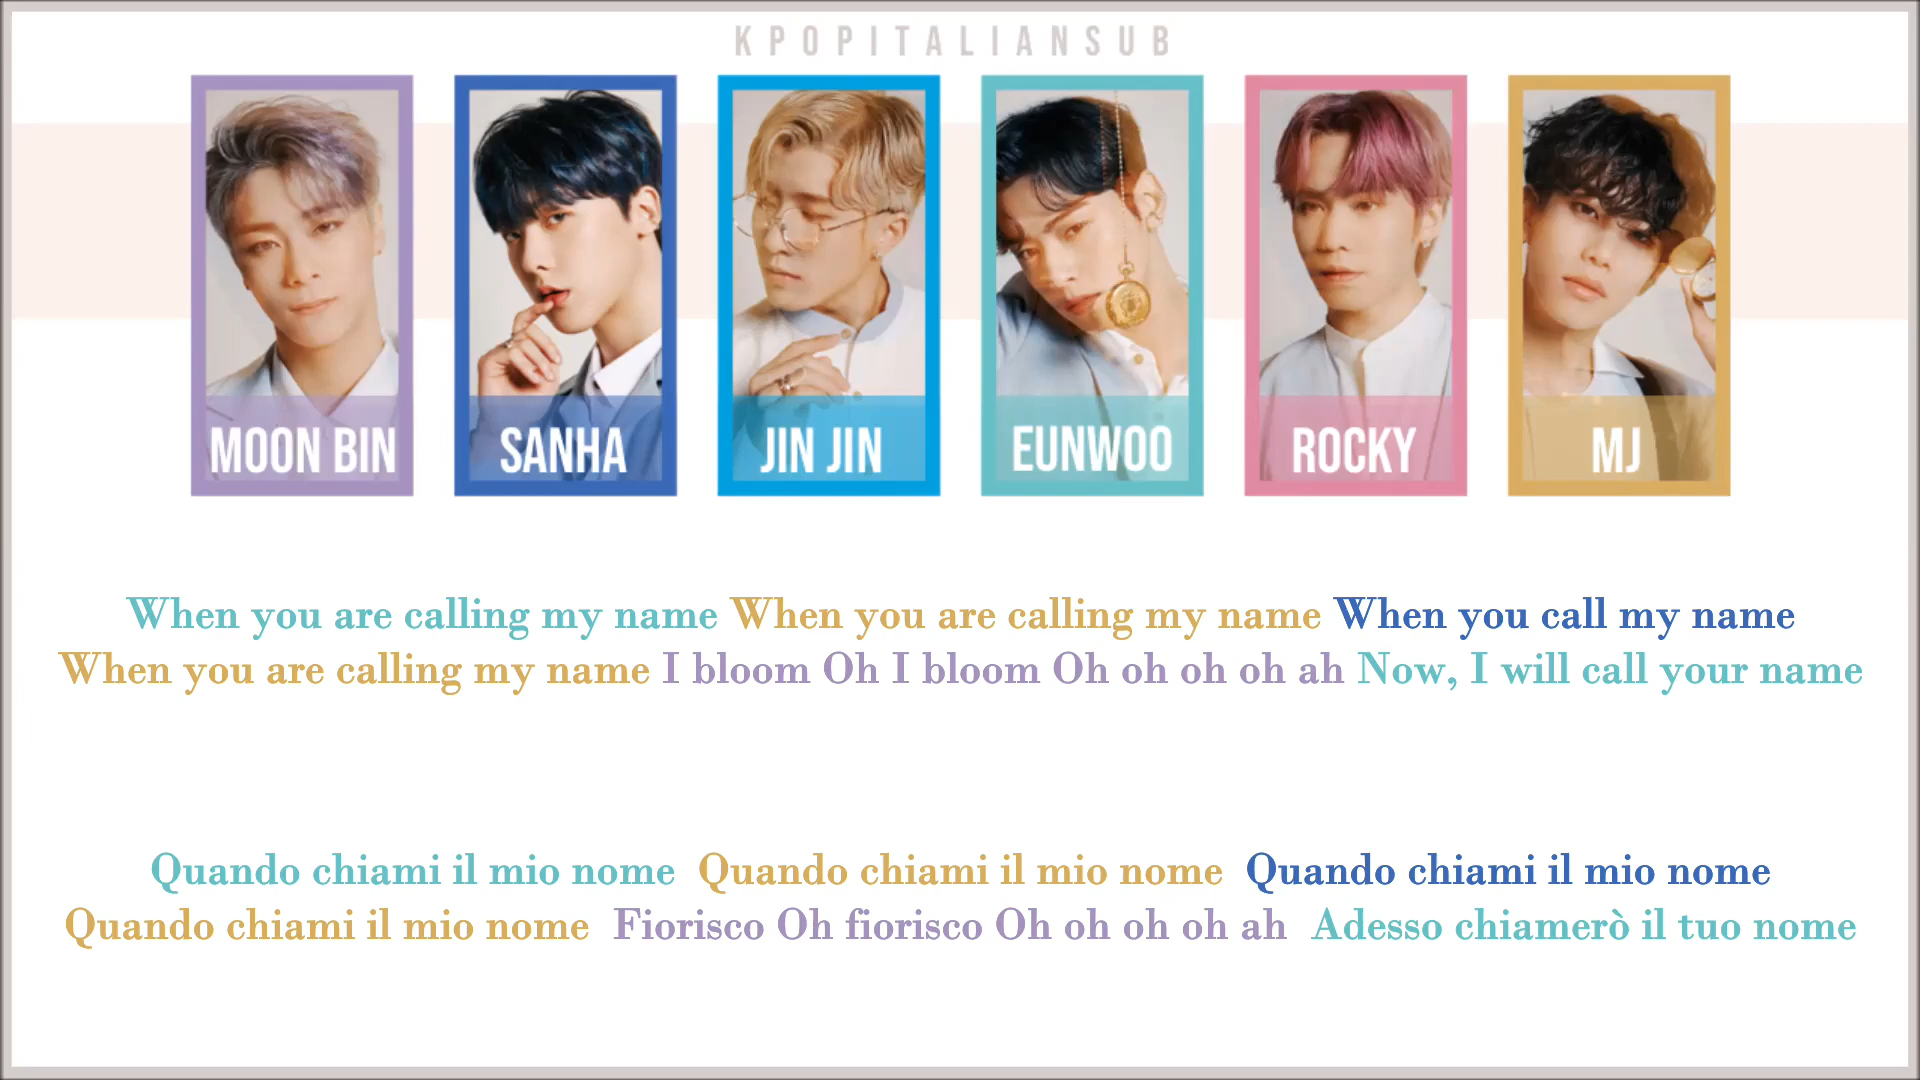 KPOPITALIANSUB
MOON BIN SANHA JIN JIN EUNWOO ROCKY MJ
When you are calling my name When you are calling my name When you call my name
When you are calling my name I bloom Oh I bloom Oh oh oh oh ah Now, I will call your name
Quando chiami il mio nome Quando chiami il mio nome Quando chiami il mio nome
Quando chiami il mio nome Fiorisco Oh fiorisco Oh oh oh oh ah Adesso chiamerò il tuo nome